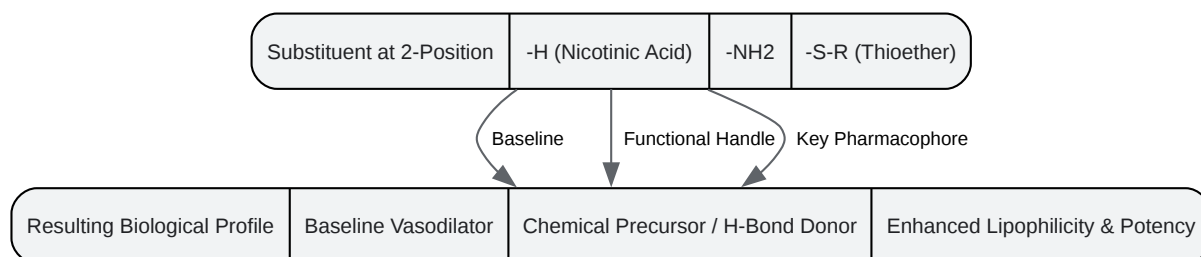 Substituent at 2-Position -H (Nicotinic Acid) -NH2 -S-R (Thioether)
Baseline Functional Handle Key Pharmacophore
Resulting Biological Profile Baseline Vasodilator Chemical Precursor / H-Bond Donor Enhanced Lipophilicity & Potency